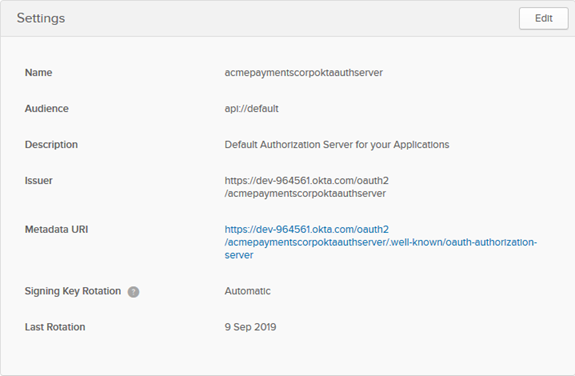 Settings
Edit
Name
acmepaymentscorpoktaauthserver
Audience
api://default
Description
Default Authorization Server for your Applications
Issuer
https://dev-964561.okta.com/oauth2
/acmepaymentscorpoktaauthserver
Metadata URI
https://dev-964561.okta.com/oauth2
/acmepaymentscorpoktaauthserver/.well-known/oauth-authorization-
server
Signing Key Rotation ?
Automatic
Last Rotation
9 Sep 2019